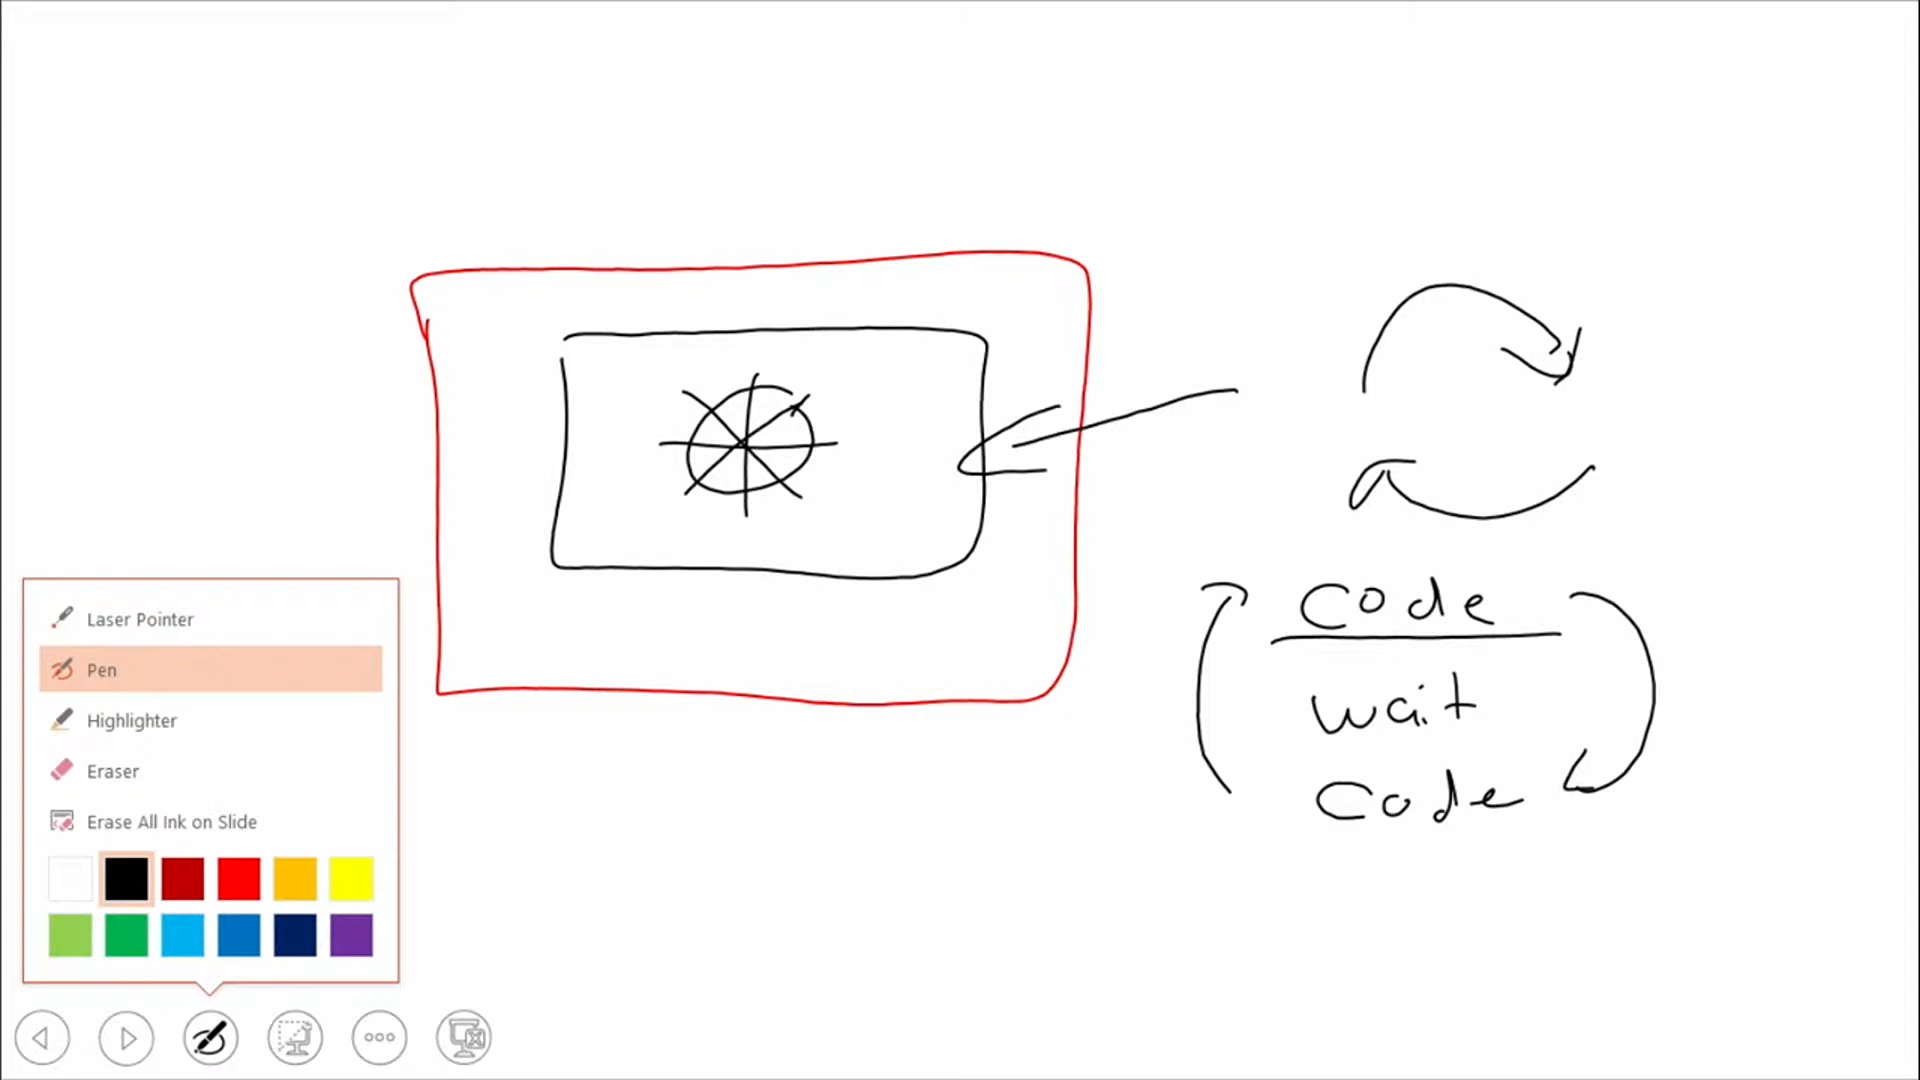 code
wait
code
Laser Pointer
Pen
Highlighter
Eraser
Erase All Ink on Slide